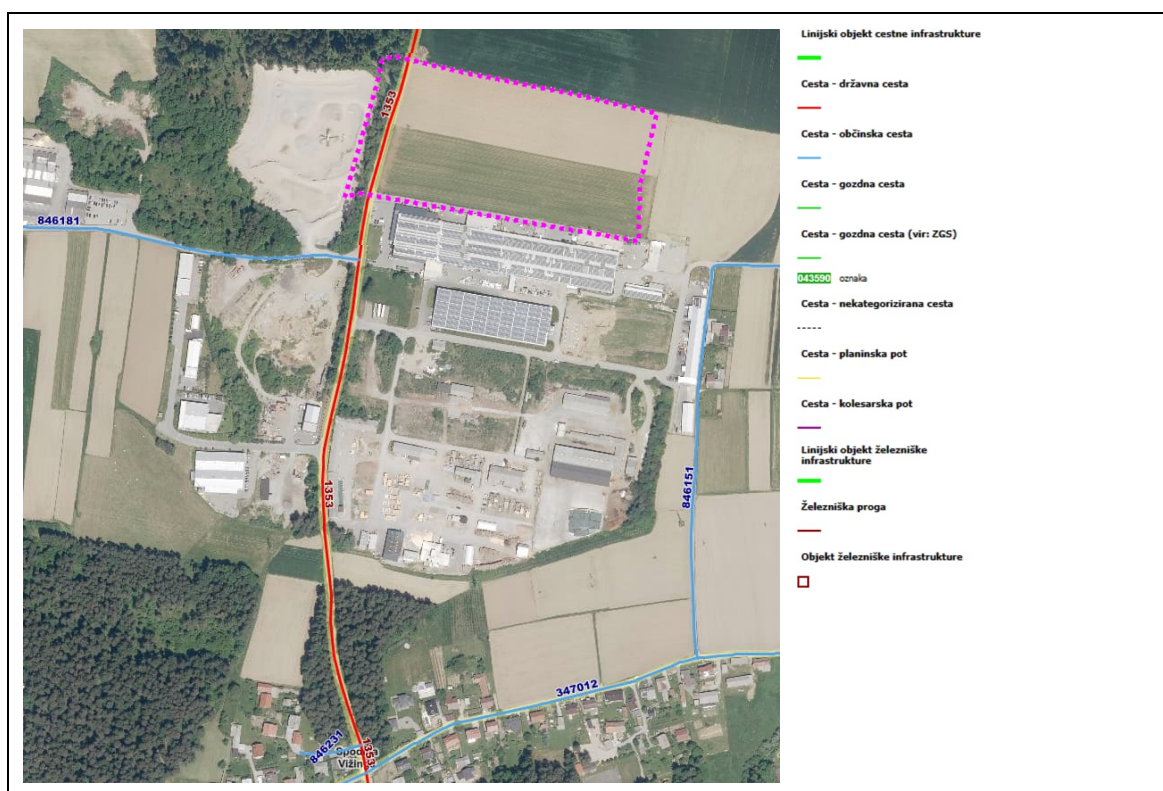 Linijski objekt cestne infrastrukture
Cesta - državna cesta
Cesta - občinska cesta
Cesta - gozdna cesta
Cesta - gozdna cesta (vir: ZGS)
043590 oznaka
Cesta - nekategorizirana cesta
Cesta - planinska pot
Cesta - kolesarska pot
Linijski objekt železniške
infrastrukture
Železniška proga
Objekt železniške infrastrukture
1353
846181
1353
846151
347012
846231
1353